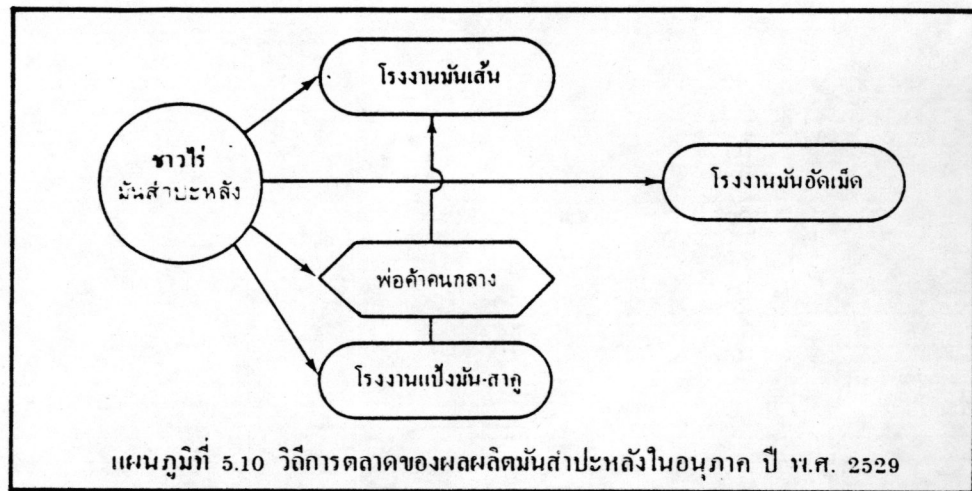 โรงงานมันเส้น
ชาวไร่
มันสำปะหลัง
โรงงานมันอัดเม็ด
พ่อค้าคนกลาง
โรงงานแป้งมัน-สาคู
แผนภูมิที่ 5.10 วิถีการตลาดของผลผลิตมันสำปะหลังในอนุภาค ปี พ.ศ. 2529